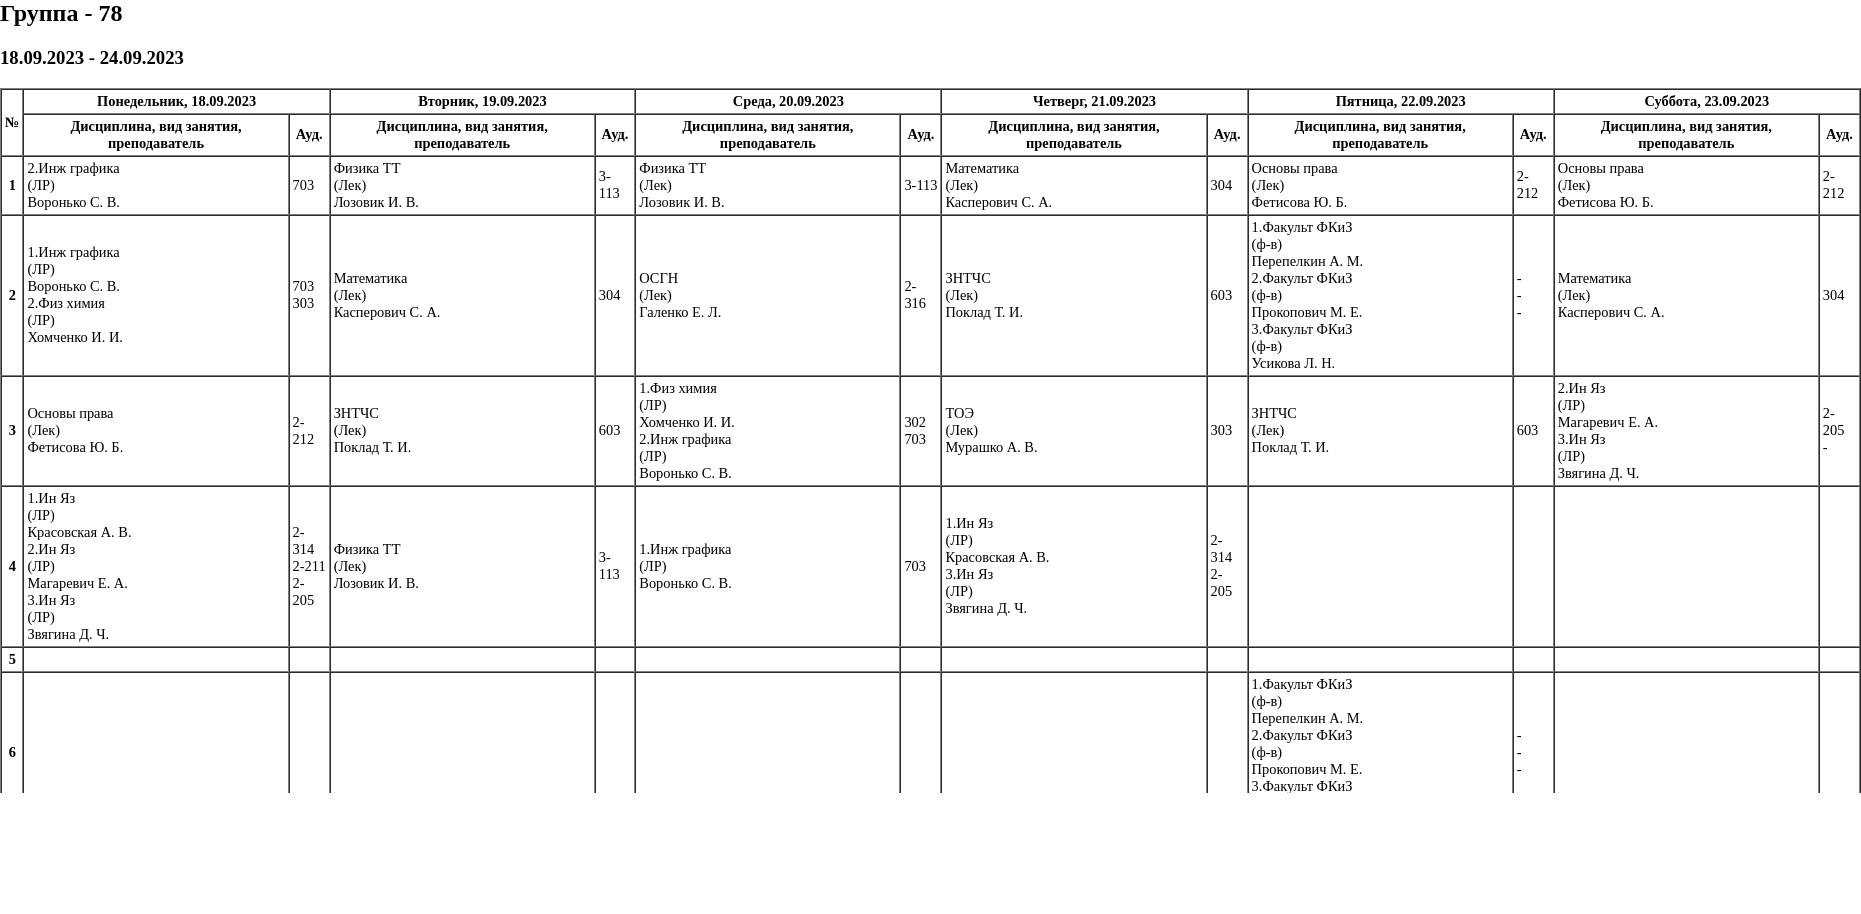 Группа - 78
18.09.2023 - 24.09.2023
№
Понедельник, 18.09.2023
Вторник, 19.09.2023
Среда, 20.09.2023
Четверг, 21.09.2023
Пятница, 22.09.2023
Суббота, 23.09.2023
Дисциплина, вид занятия,
преподаватель
Ауд.
Дисциплина, вид занятия,
преподаватель
Ауд.
Дисциплина, вид занятия,
преподаватель
Ауд.
Дисциплина, вид занятия,
преподаватель
Ауд.
Дисциплина, вид занятия,
преподаватель
Ауд.
Дисциплина, вид занятия,
преподаватель
Ауд.
1
2.Инж графика
(ЛР)
Воронько С. В.
703
Физика ТТ
(Лек)
Лозовик И. В.
3-
113
Физика ТТ
(Лек)
Лозовик И. В.
3-113
Математика
(Лек)
Касперович С. А.
304
Основы права
(Лек)
Фетисова Ю. Б.
2-
212
Основы права
(Лек)
Фетисова Ю. Б.
2-
212
2
1.Инж графика
(ЛР)
Воронько С. В.
2.Физ химия
(ЛР)
Хомченко И. И.
703
303
Математика
(Лек)
Касперович С. А.
304
ОСГН
(Лек)
Галенко Е. Л.
2-
316
ЗНТЧС
(Лек)
Поклад Т. И.
603
1.Факульт ФКиЗ
(ф-в)
Перепелкин А. М.
2.Факульт ФКиЗ
(ф-в)
Прокопович М. Е.
3.Факульт ФКиЗ
(ф-в)
Усикова Л. Н.
-
-
-
Математика
(Лек)
Касперович С. А.
304
3
Основы права
(Лек)
Фетисова Ю. Б.
2-
212
ЗНТЧС
(Лек)
Поклад Т. И.
603
1.Физ химия
(ЛР)
Хомченко И. И.
2.Инж графика
(ЛР)
Воронько С. В.
302
703
ТОЭ
(Лек)
Мурашко А. В.
303
ЗНТЧС
(Лек)
Поклад Т. И.
603
2.Ин Яз
(ЛР)
Магаревич Е. А.
3.Ин Яз
(ЛР)
Звягина Д. Ч.
2-
205
-
4
1.Ин Яз
(ЛР)
Красовская А. В.
2.Ин Яз
(ЛР)
Магаревич Е. А.
3.Ин Яз
(ЛР)
Звягина Д. Ч.
2-
314
2-211
2-
205
Физика ТТ
(Лек)
Лозовик И. В.
3-
113
1.Инж графика
(ЛР)
Воронько С. В.
703
1.Ин Яз
(ЛР)
Красовская А. В.
3.Ин Яз
(ЛР)
Звягина Д. Ч.
2-
314
2-
205
5
6
1.Факульт ФКиЗ
(ф-в)
Перепелкин А. М.
2.Факульт ФКиЗ
(ф-в)
Прокопович М. Е.
3.Факульт ФКиЗ
-
-
-